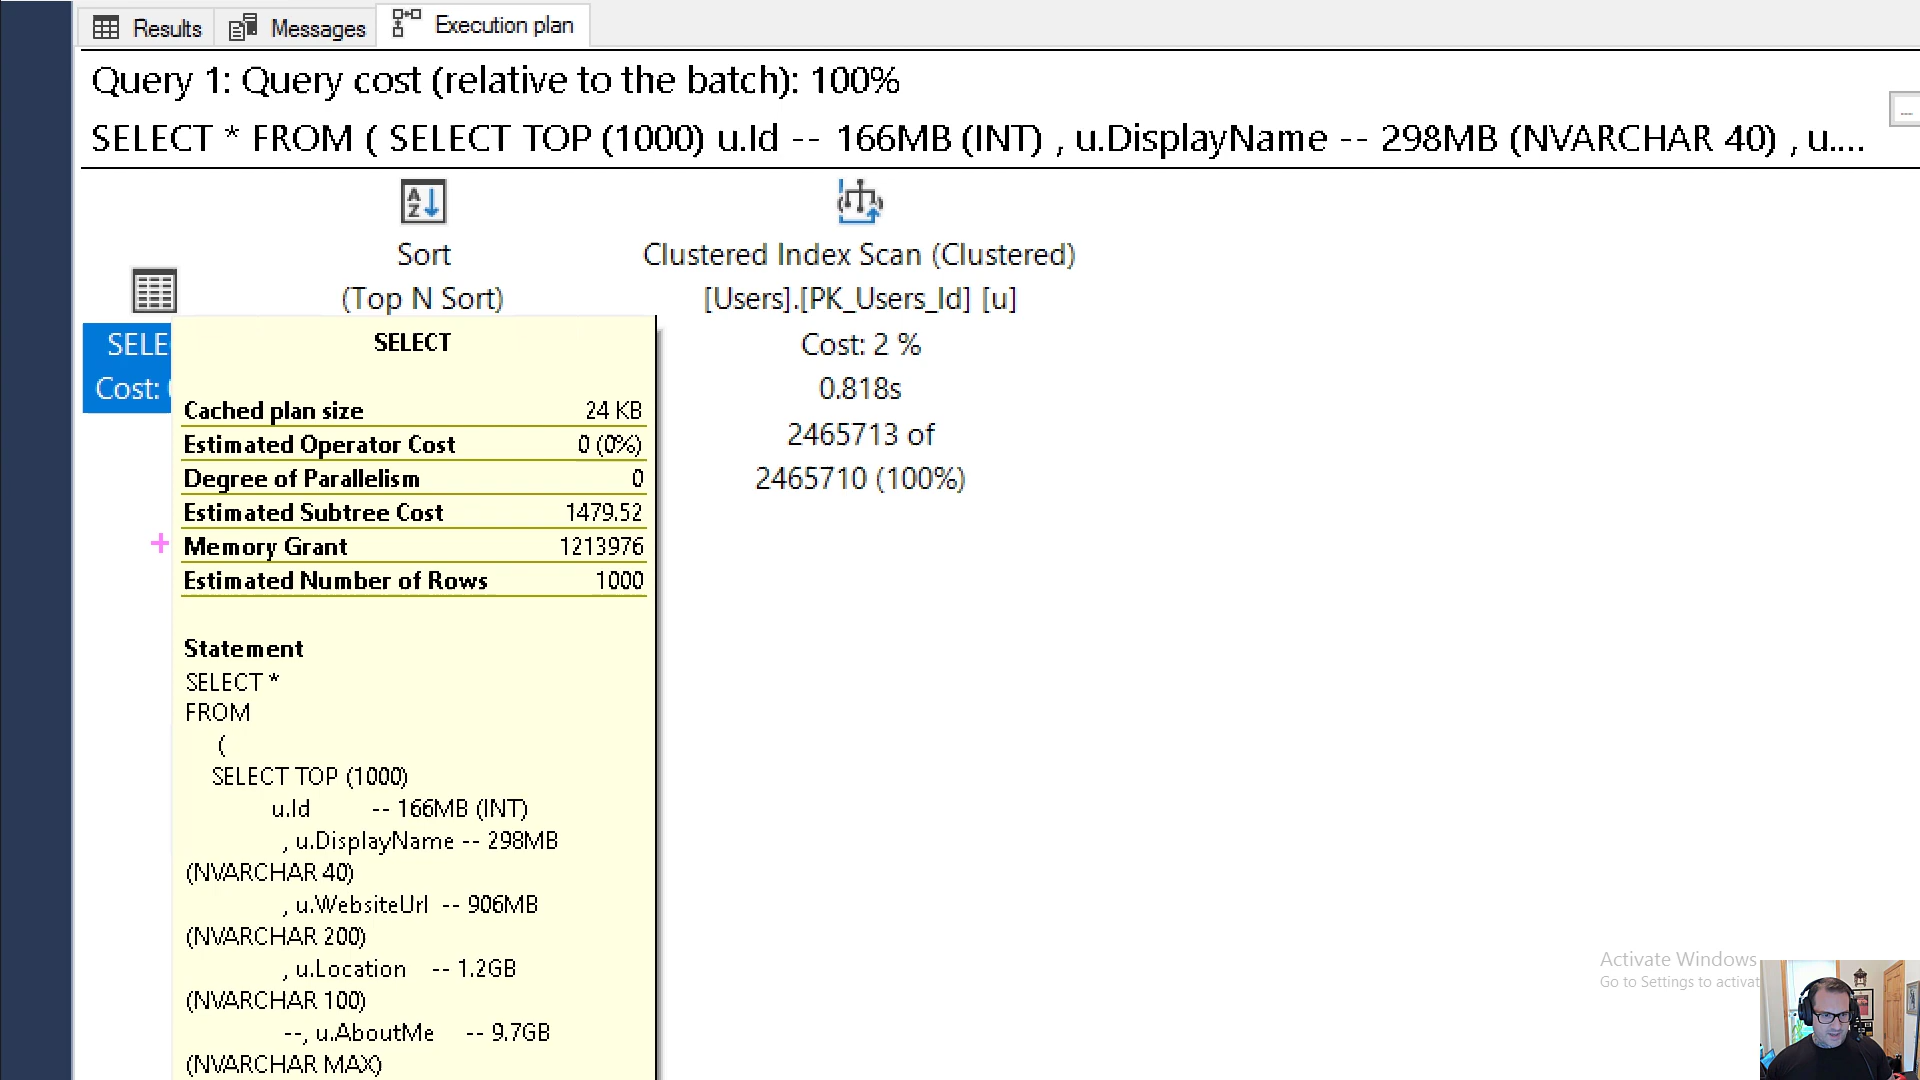 Results Messages Execution plan
Query 1: Query cost (relative to the batch): 100%
SELECT * FROM ( SELECT TOP (1000) u.Id -- 166MB (INT) , u.DisplayName -- 298MB (NVARCHAR 40) , u....
...
Sort
(Top N Sort)
Clustered Index Scan (Clustered)
[Users].[PK_Users_Id] [u]
Cost: 2 %
0.818s
2465713 of
2465710 (100%)
SELE
Cost:
SELECT
Cached plan size 24 KB
Estimated Operator Cost 0 (0%)
Degree of Parallelism 0
Estimated Subtree Cost 1479.52
Memory Grant 1213976
Estimated Number of Rows 1000
Statement
SELECT *
FROM
(
SELECT TOP (1000)
u.Id -- 166MB (INT)
, u.DisplayName -- 298MB
(NVARCHAR 40)
, u.WebsiteUrl -- 906MB
(NVARCHAR 200)
, u.Location -- 1.2GB
(NVARCHAR 100)
--, u.AboutMe -- 9.7GB
(NVARCHAR MAX)
Activate Windows
Go to Settings to activat